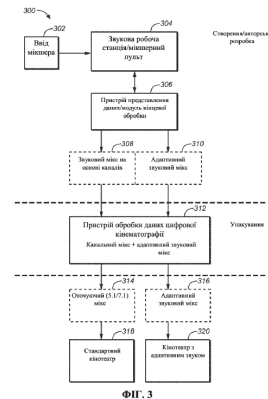 300
302
Ввід
мікшера
304
Звукова робоча
станція/мікшерний
пульт
Створення/авторська
розробка
306
Пристрій представлення
даних/модуль кінцевої
обробки
308
Звуковий мікс на
основі каналів
310
Адаптивний
звуковий мікс
312
Пристрій обробки даних цифрової
кінематографії
Канальний мікс + адаптивний звуковий
мікс
Упакування
314
Оточуючий (5.1/7.1)
мікс
316
Адаптивний
звуковий мікс
318
Стандартний
кінотеатр
320
Кінотеатр з
адаптивним звуком
ФІГ. 3